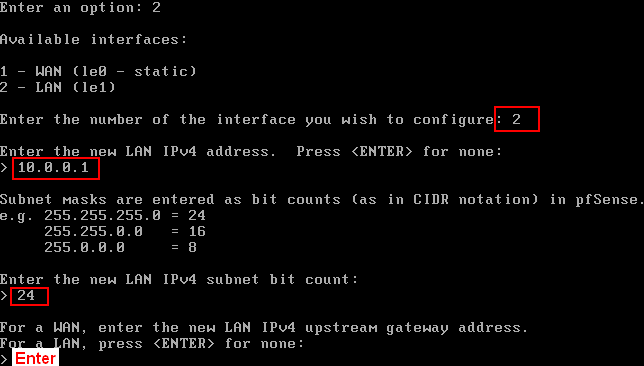 Enter an option: 2
Available interfaces:
1 - WAN (le0 - static)
2 - LAN (le1)
Enter the number of the interface you wish to configure: 2
Enter the new LAN IPv4 address.  Press <ENTER> for none:
> 10.0.0.1
Subnet masks are entered as bit counts (as in CIDR notation) in pfSense.
e.g. 255.255.255.0 = 24
     255.255.0.0   = 16
     255.0.0.0     = 8
Enter the new LAN IPv4 subnet bit count:
> 24
For a WAN, enter the new LAN IPv4 upstream gateway address.
For a LAN, press <ENTER> for none:
> Enter